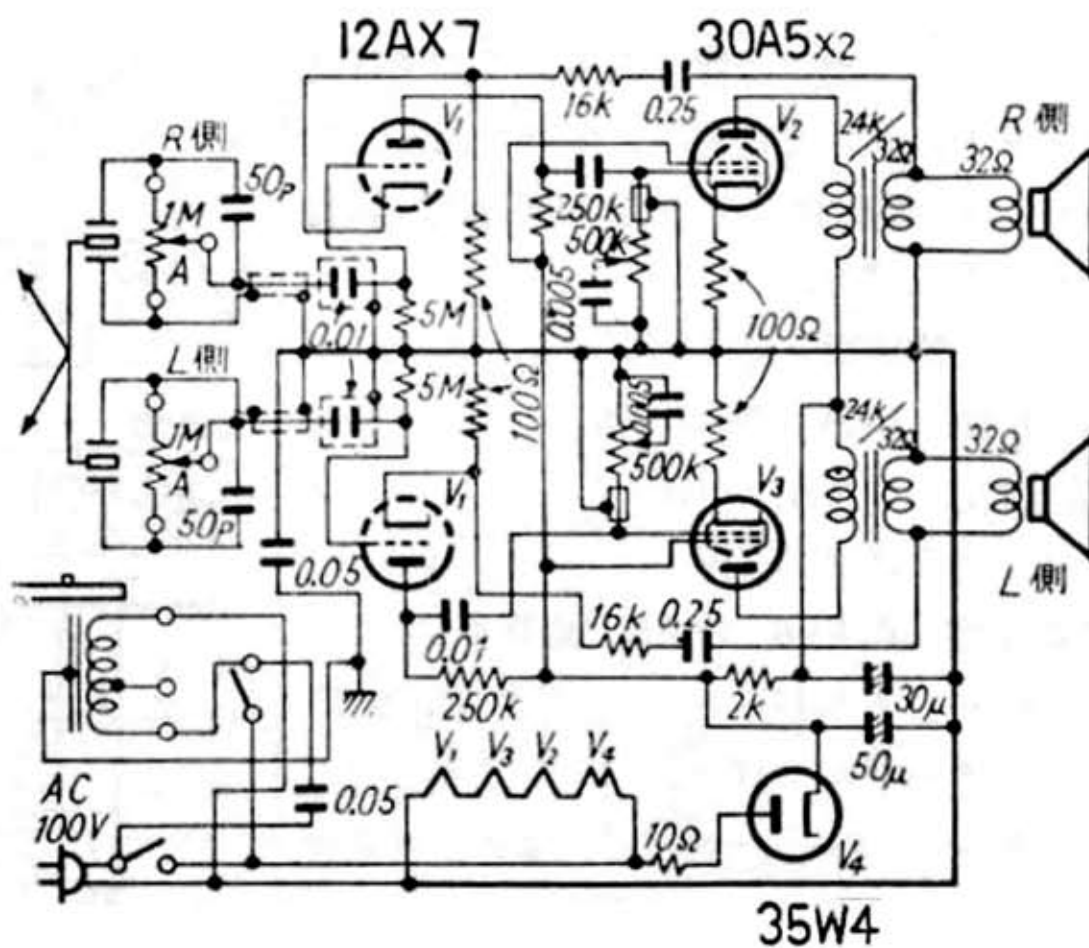 12AX7
30A5x2
16k
0.25
V₁
V₂
24k/32Ω
32Ω
R側
R側
50p
1M
A
250k
500k
0.005
100Ω
0.01
5M
L側
5M
100Ω
0.005
500k
24k/32Ω
32Ω
1M
A
50p
V₁
V₃
L側
0.05
0.01
250k
16k
0.25
2k
30μ
50μ
V₁
V₃
V₂
V₄
AC
100V
0.05
10Ω
V₄
35W4